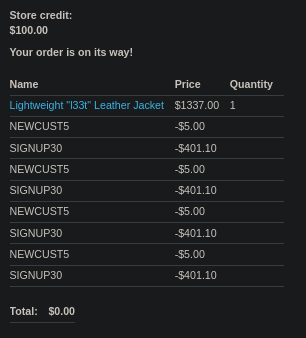 Store credit:
$100.00
Your order is on its way!
Name Price Quantity
Lightweight "l33t" Leather Jacket $1337.00 1
NEWCUST5 -$5.00
SIGNUP30 -$401.10
NEWCUST5 -$5.00
SIGNUP30 -$401.10
NEWCUST5 -$5.00
SIGNUP30 -$401.10
NEWCUST5 -$5.00
SIGNUP30 -$401.10
Total: $0.00